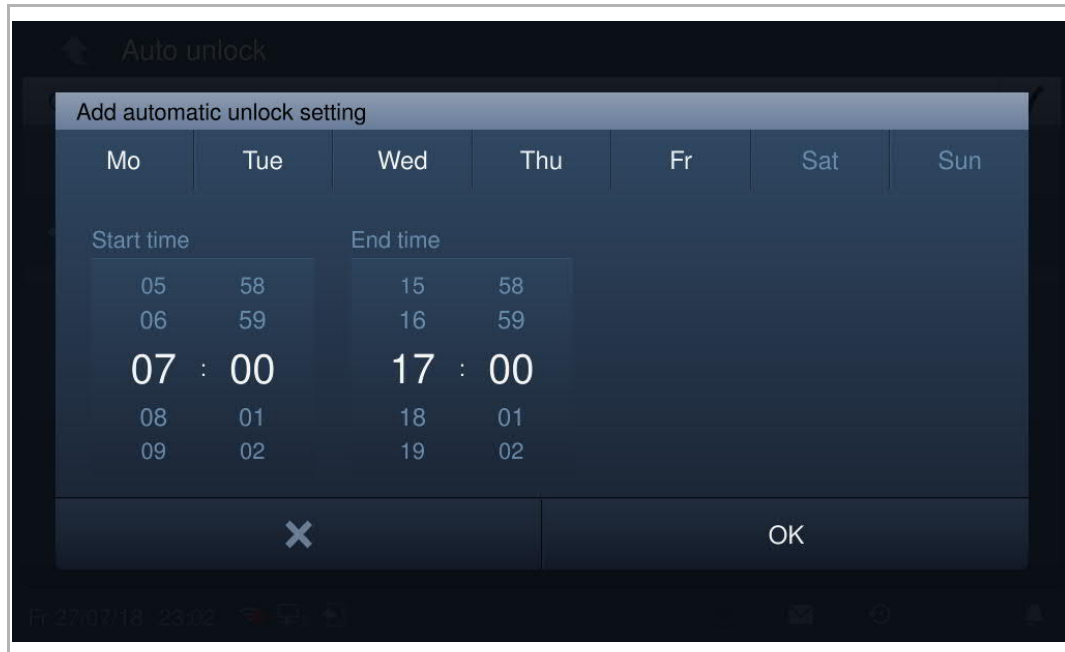 Auto unlock
Add automatic unlock setting
Mo Tue Wed Thu Fr Sat Sun
Start time End time
05 58 15 58
06 59 16 59
07 : 00 17 : 00
08 01 18 01
09 02 19 02
OK
Fr 27/07/18 23:02